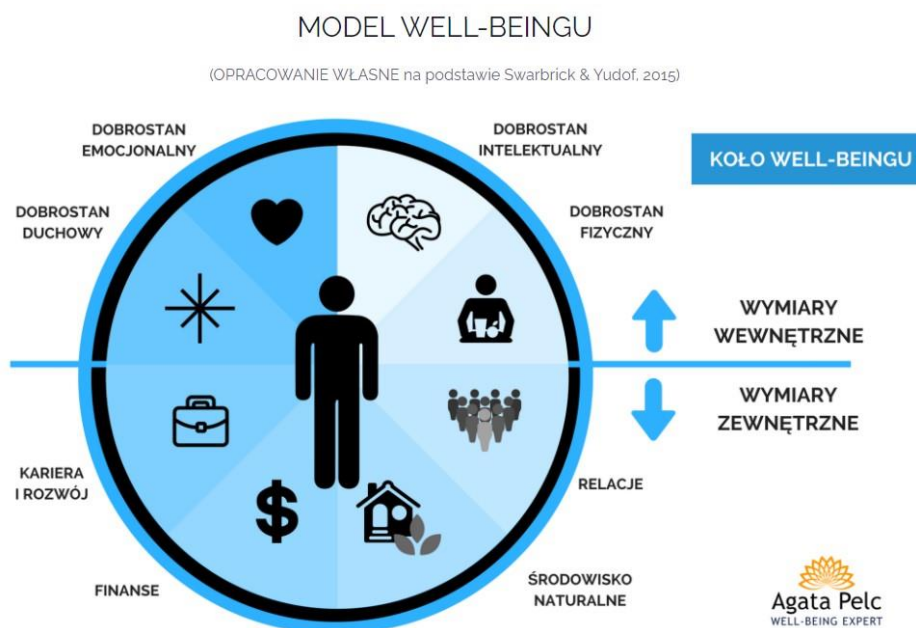 MODEL WELL-BEINGU
(OPRACOWANIE WŁASNE na podstawie Swarbrick & Yudof, 2015)
DOBROSTAN
EMOCJONALNY
DOBROSTAN
INTELEKTUALNY
KOŁO WELL-BEINGU
DOBROSTAN
DUCHOWY
DOBROSTAN
FIZYCZNY
WYMIARY
WEWNĘTRZNE
WYMIARY
ZEWNĘTRZNE
KARIERA
I ROZWÓJ
RELACJE
$
FINANSE
ŚRODOWISKO
NATURALNE
Agata Pelc
WELL-BEING EXPERT